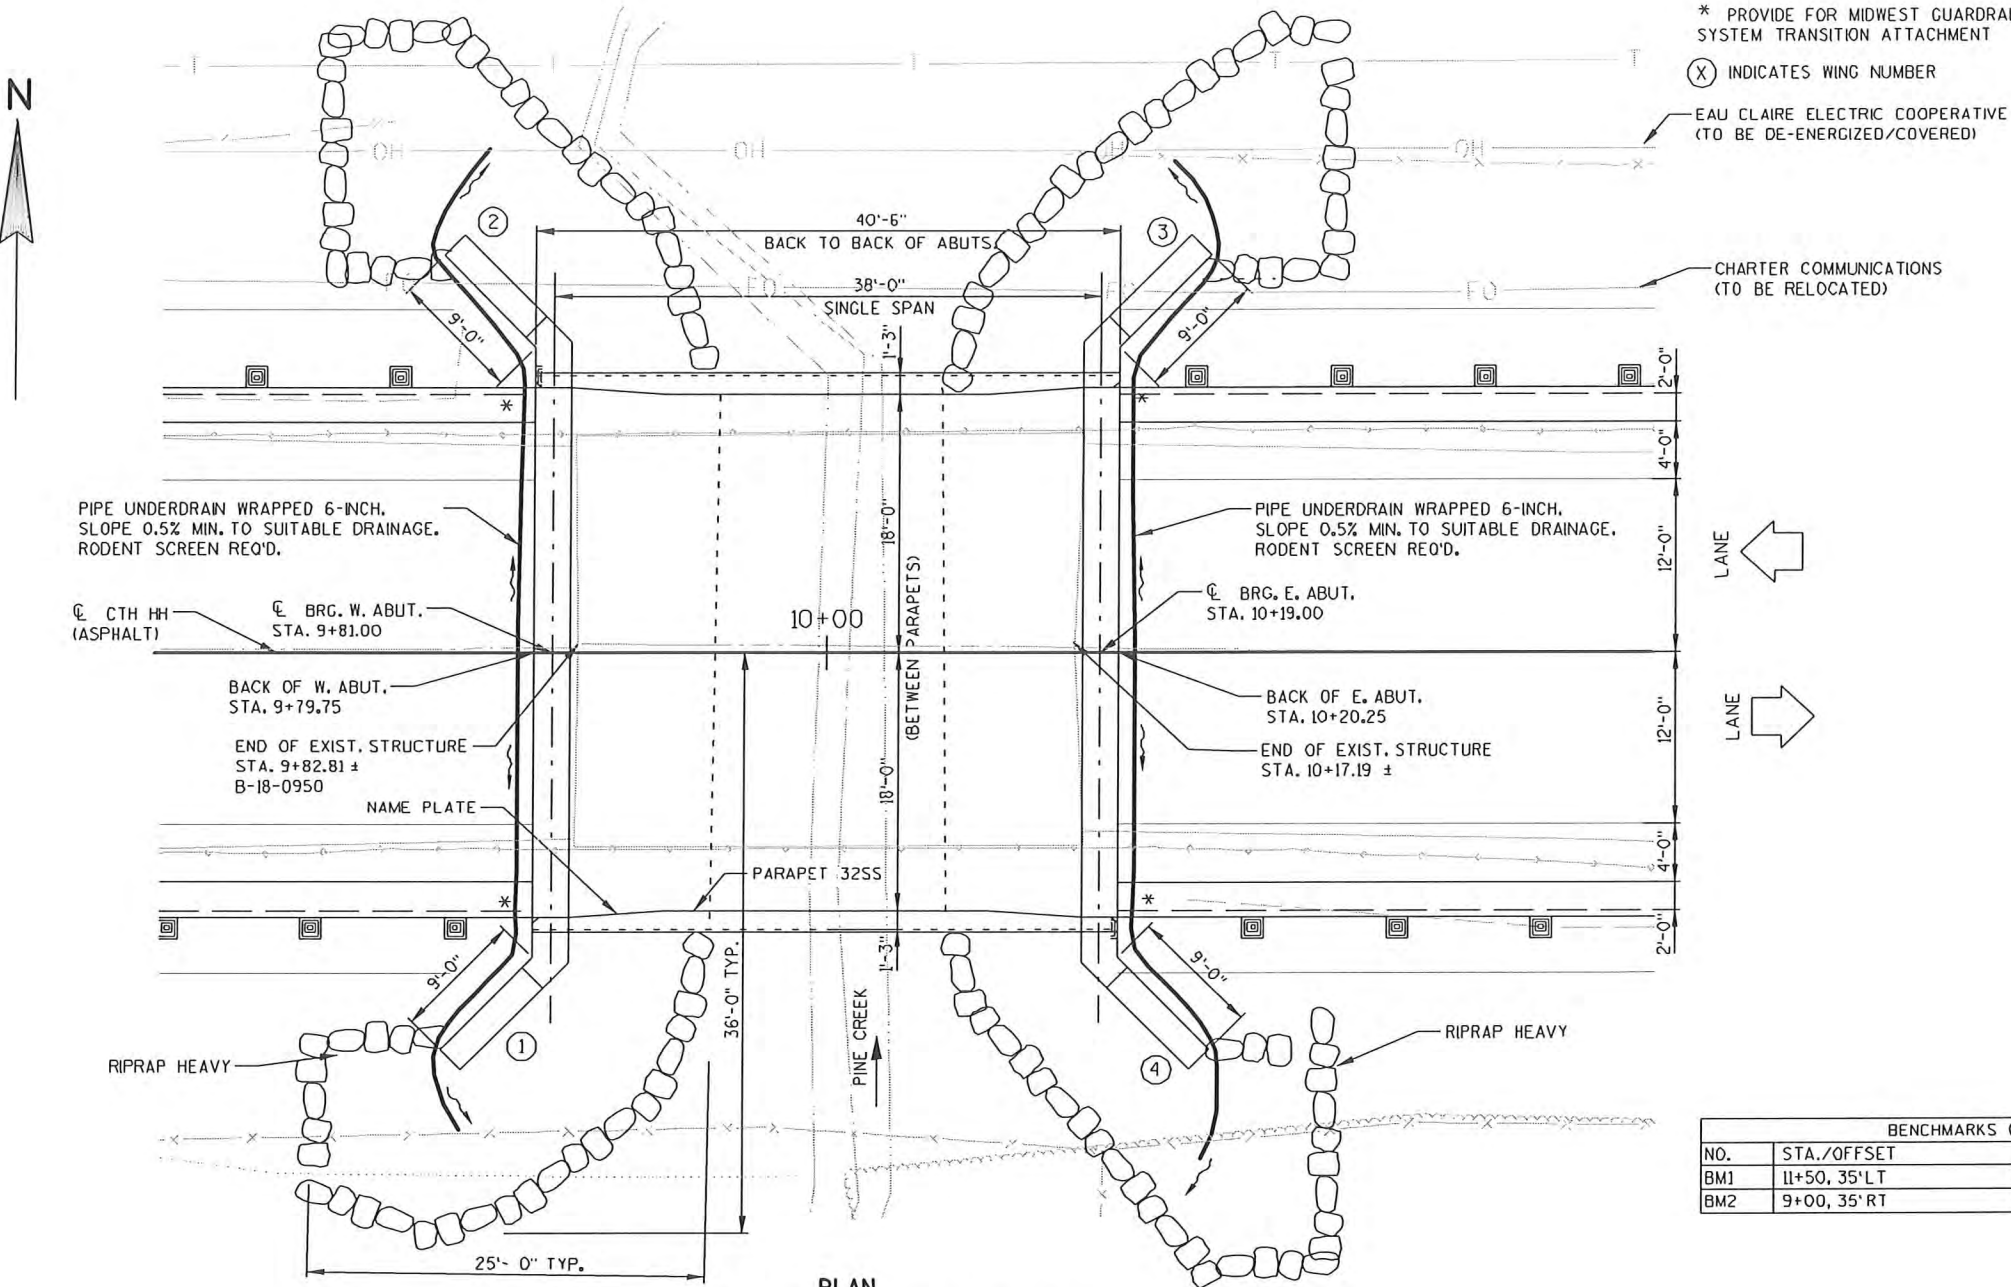 * PROVIDE FOR MIDWEST GUARDRA
SYSTEM TRANSITION ATTACHMENT
(X) INDICATES WING NUMBER
EAU CLAIRE ELECTRIC COOPERATIVE
(TO BE DE-ENERGIZED/COVERED)
N
T
T
T
T
OH
OH
OH
2
40'-6"
BACK TO BACK OF ABUTS.
3
38'-0"
SINGLE SPAN
FO
FO
CHARTER COMMUNICATIONS
(TO BE RELOCATED)
9'-0"
1'-3"
9'-0"
2'-0"
*
*
4'-0"
PIPE UNDERDRAIN WRAPPED 6-INCH.
SLOPE 0.5% MIN. TO SUITABLE DRAINAGE.
RODENT SCREEN REQ'D.
18'-0"
PIPE UNDERDRAIN WRAPPED 6-INCH.
SLOPE 0.5% MIN. TO SUITABLE DRAINAGE.
RODENT SCREEN REQ'D.
12'-0"
LANE
℄ CTH HH
(ASPHALT)
℄ BRG. W. ABUT.
STA. 9+81.00
10+00
(BETWEEN PARAPETS)
℄ BRG. E. ABUT.
STA. 10+19.00
BACK OF W. ABUT.
STA. 9+79.75
BACK OF E. ABUT.
STA. 10+20.25
12'-0"
LANE
END OF EXIST. STRUCTURE
STA. 9+82.81 ±
B-18-0950
END OF EXIST. STRUCTURE
STA. 10+17.19 ±
NAME PLATE
18'-0"
PARAPET 32SS
4'-0"
*
*
2'-0"
9'-0"
36'-0" TYP.
1'-3"
9'-0"
1
PINE CREEK
4
RIPRAP HEAVY
RIPRAP HEAVY
25'-0" TYP.
PLAN
BENCHMARKS
NO.
STA./OFFSET
BM1
11+50, 35'LT
BM2
9+00, 35'RT